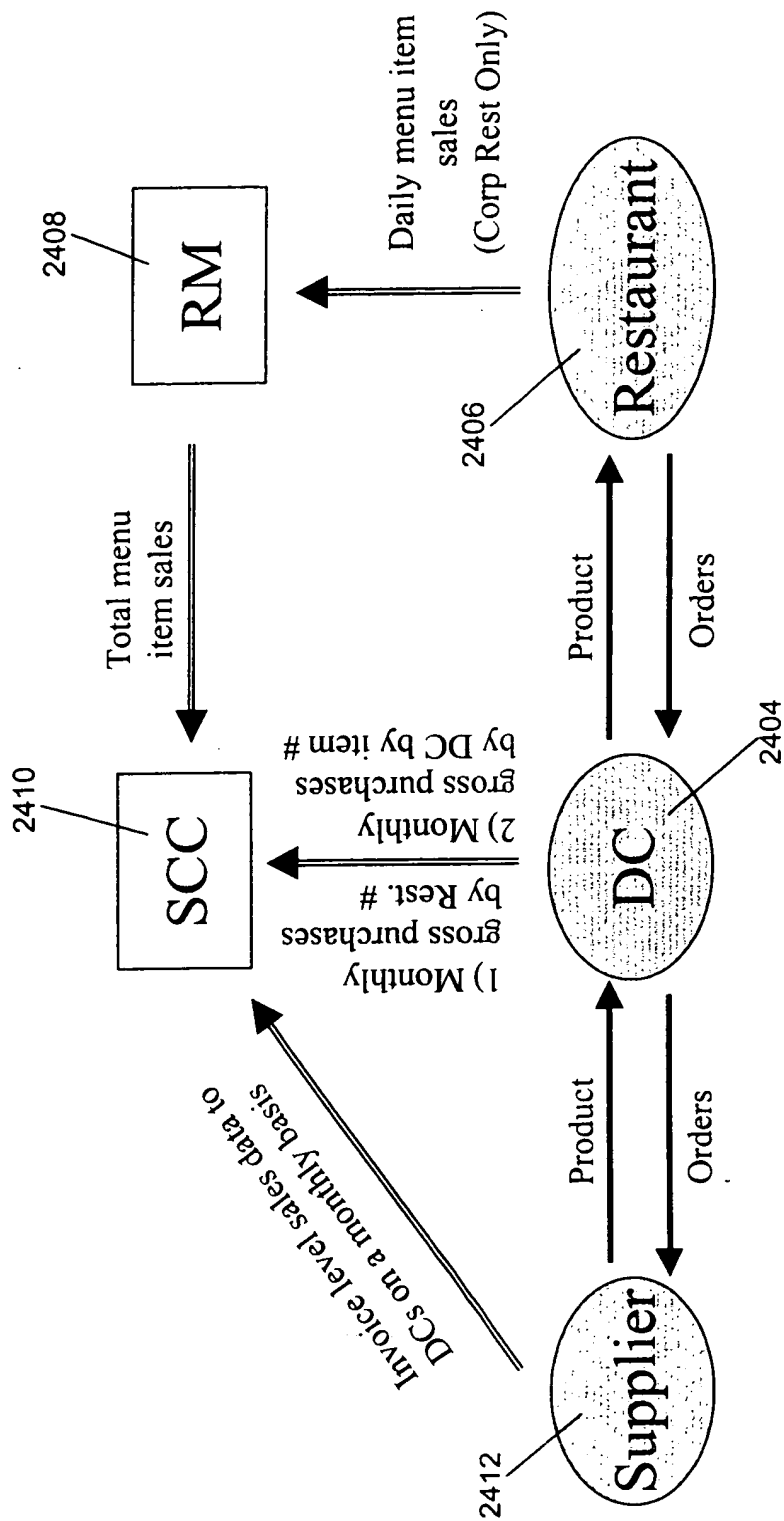 2410
SCC
Total menu
item sales
2408
RM
Invoice level sales data to
DCs on a monthly basis
1) Monthly
gross purchases
by Rest. #
2) Monthly
gross purchases
by DC by item #
Daily menu item
sales
(Corp Rest Only)
2412
Supplier
Product
Orders
DC
2404
Product
Orders
2406
Restaurant